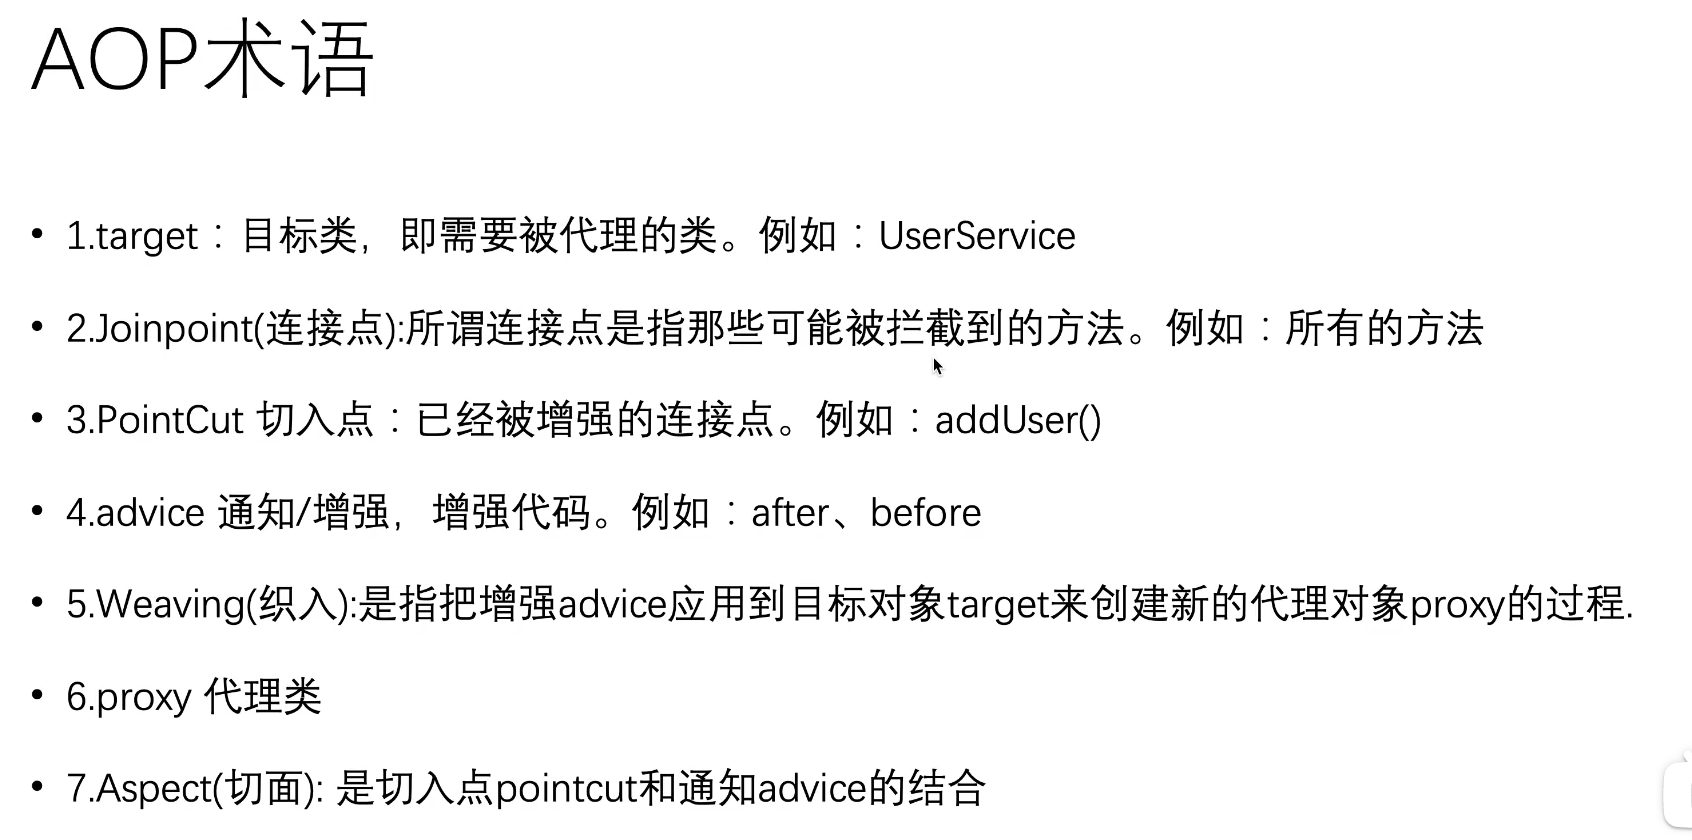 AOP术语
• 1.target：目标类，即需要被代理的类。例如：UserService
• 2.Joinpoint(连接点):所谓连接点是指那些可能被拦截到的方法。例如：所有的方法
• 3.PointCut 切入点：已经被增强的连接点。例如：addUser()
• 4.advice 通知/增强，增强代码。例如：after、before
• 5.Weaving(织入):是指把增强advice应用到目标对象target来创建新的代理对象proxy的过程.
• 6.proxy 代理类
• 7.Aspect(切面): 是切入点pointcut和通知advice的结合